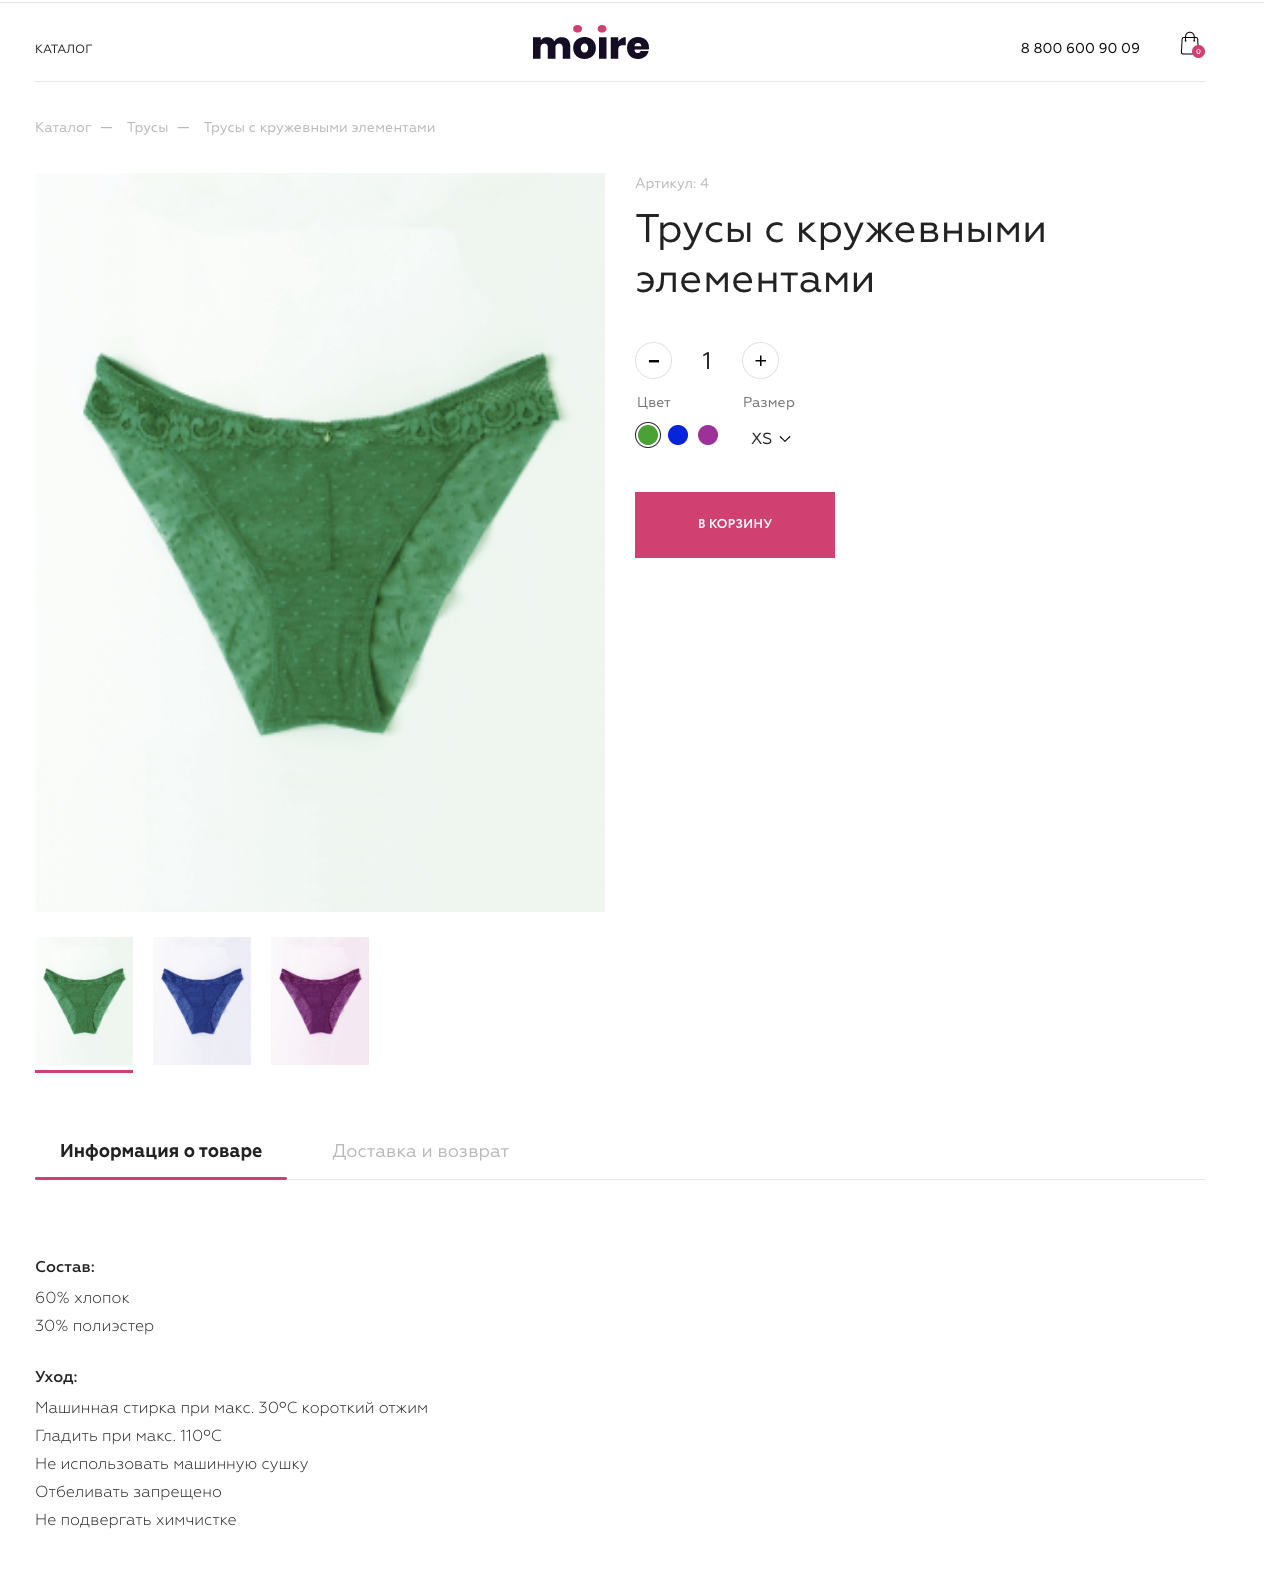 КАТАЛОГ
moire
8 800 600 90 09
0
Каталог — Трусы — Трусы с кружевными элементами
Артикул: 4
Трусы с кружевными
элементами
- 1 +
Цвет Размер
XS
В КОРЗИНУ
Информация о товаре Доставка и возврат
Состав:
60% хлопок
30% полиэстер
Уход:
Машинная стирка при макс. 30ºC короткий отжим
Гладить при макс. 110ºC
Не использовать машинную сушку
Отбеливать запрещено
Не подвергать химчистке